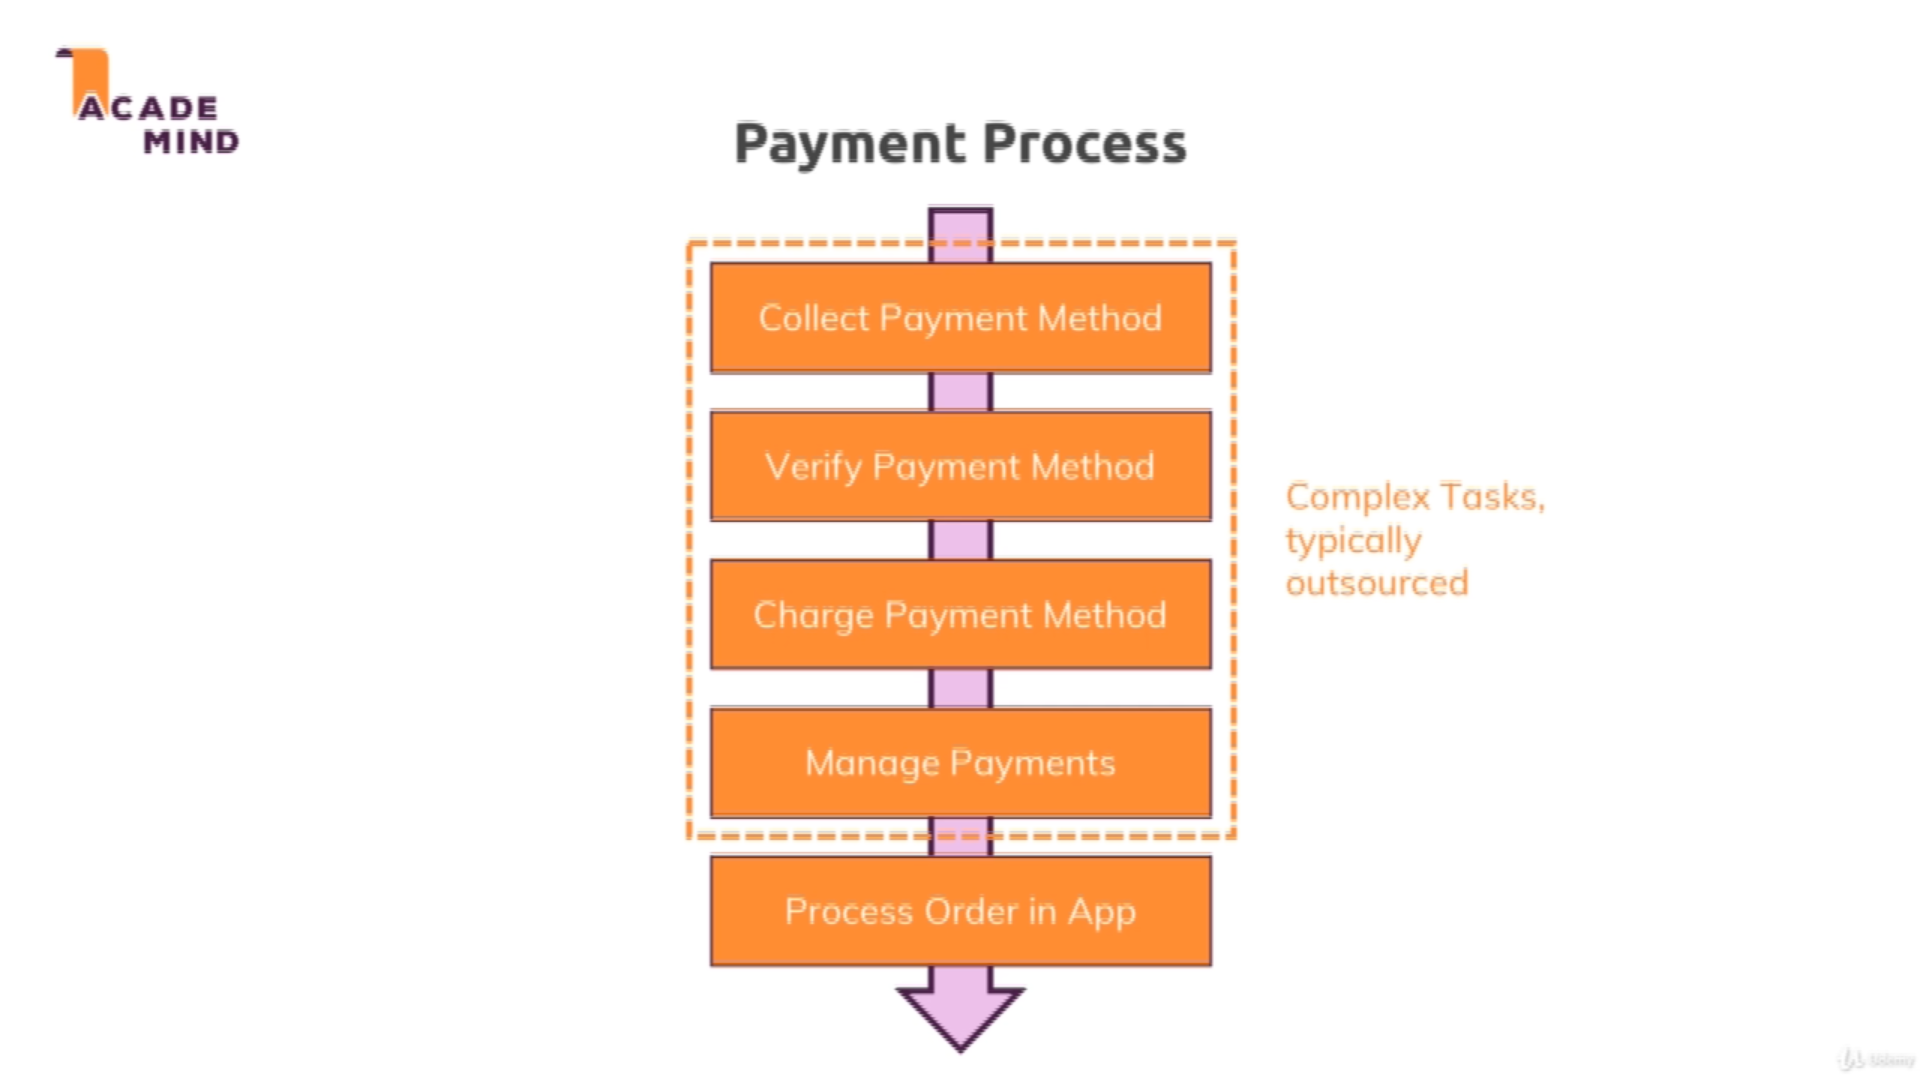 ACADE
MIND
Payment Process
Collect Payment Method
Verify Payment Method
Charge Payment Method
Manage Payments
Process Order in App
Complex Tasks,
typically
outsourced
Udemy